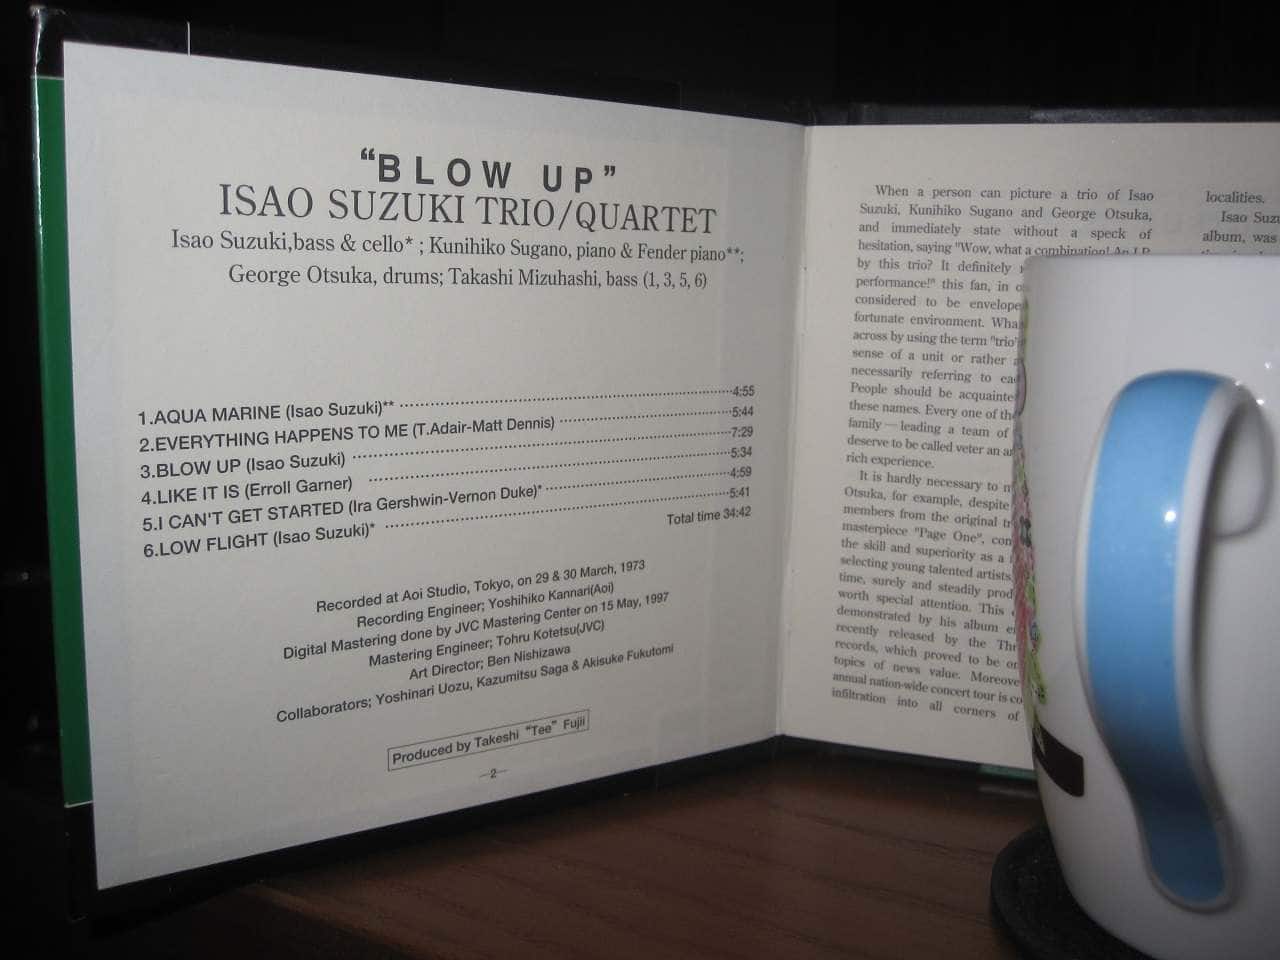 "BLOW UP"
ISAO SUZUKI TRIO/QUARTET
Isao Suzuki,bass & cello* ; Kunihiko Sugano, piano & Fender piano**;
George Otsuka, drums; Takashi Mizuhashi, bass (1, 3, 5, 6)
1.AQUA MARINE (Isao Suzuki)** 4:55
2.EVERYTHING HAPPENS TO ME (T.Adair-Matt Dennis) 5:44
3.BLOW UP (Isao Suzuki) 7:29
4.LIKE IT IS (Erroll Garner) 5:34
5.I CAN'T GET STARTED (Ira Gershwin-Vernon Duke)* 4:59
6.LOW FLIGHT (Isao Suzuki)* 5:41
Total time 34:42
Recorded at Aoi Studio, Tokyo, on 29 & 30 March, 1973
Recording Engineer; Yoshihiko Kannari(Aoi)
Digital Mastering done by JVC Mastering Center on 15 May, 1997
Mastering Engineer; Tohru Kotetsu(JVC)
Art Director; Ben Nishizawa
Collaborators; Yoshinari Uozu, Kazumitsu Saga & Akisuke Fukutomi
Produced by Takeshi "Tee" Fujii
—2—
When a person can picture a trio of Isao
Suzuki, Kunihiko Sugano and George Otsuka,
and immediately state without a speck of
hesitation, saying "Wow, what a combination! An LP
by this trio? It definitely
performance!" this fan, in
considered to be
fortunate environment.
across by using the term "trio"
sense of a unit or rather
necessarily referring to
People should be
these names. Every one of
family — leading a team of
deserve to be called veter an
rich experience.
It is hardly necessary to
Otsuka, for example, despite
members from the original
masterpiece "Page One",
the skill and superiority as a
selecting young talented artists,
time, surely and steadily
worth special attention. This
demonstrated by his album
recently released by the
records, which proved to be
topics of news value.
annual nation-wide concert tour is
infiltration into all corners of
localities.
Isao
album, was